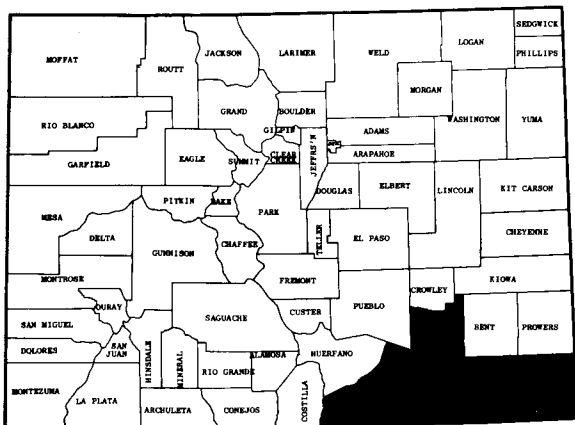 SEDGWICK
LOGAN
JACKSON
LARIMER
WELD
PHILLIPS
MOFFAT
ROUTT
MORGAN
GRAND
BOULDER
WASHINGTON
YUMA
RIO BLANCO
GILPIN
ADAMS
CLEAR
CREEK
JEFFRS'N
ARAPAHOE
EAGLE
SUMMIT
GARFIELD
DOUGLAS
ELBERT
LINCOLN
KIT CARSON
PITKIN
LAKE
PARK
MESA
DELTA
GUNNISON
CHAFFEE
TELLER
EL PASO
CHEYENNE
MONTROSE
FREMONT
CROWLEY
KIOWA
OURAY
SAGUACHE
CUSTER
PUEBLO
SAN MIGUEL
BENT
PROWERS
SAN
JUAN
DOLORES
HINSDALE
MINERAL
RIO GRANDE
ALAMOSA
HUERFANO
MONTEZUMA
LA PLATA
ARCHULETA
CONEJOS
COSTILLA